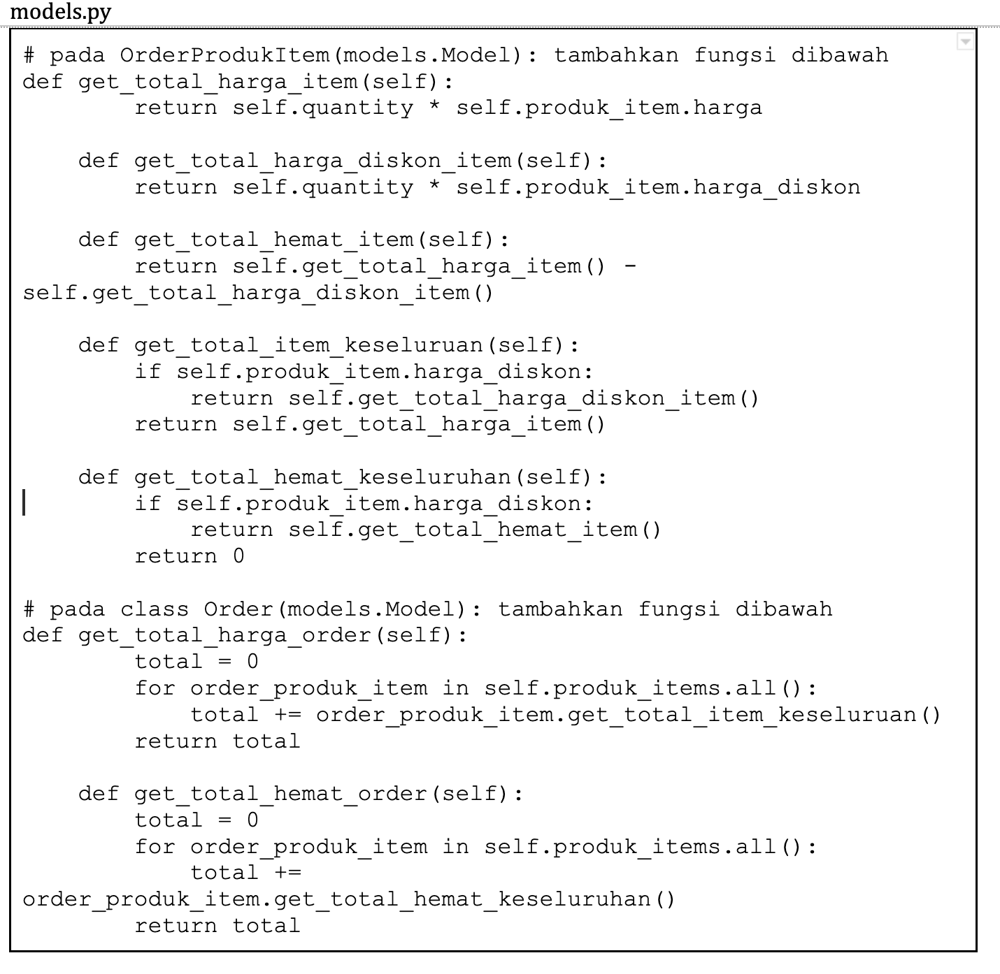 models.py
# pada OrderProdukItem(models.Model): tambahkan fungsi dibawah
def get_total_harga_item(self):
        return self.quantity * self.produk_item.harga

    def get_total_harga_diskon_item(self):
        return self.quantity * self.produk_item.harga_diskon

    def get_total_hemat_item(self):
        return self.get_total_harga_item() -
self.get_total_harga_diskon_item()

    def get_total_item_keseluruan(self):
        if self.produk_item.harga_diskon:
            return self.get_total_harga_diskon_item()
        return self.get_total_harga_item()

    def get_total_hemat_keseluruhan(self):
        if self.produk_item.harga_diskon:
            return self.get_total_hemat_item()
        return 0

# pada class Order(models.Model): tambahkan fungsi dibawah
def get_total_harga_order(self):
        total = 0
        for order_produk_item in self.produk_items.all():
            total += order_produk_item.get_total_item_keseluruan()
        return total

    def get_total_hemat_order(self):
        total = 0
        for order_produk_item in self.produk_items.all():
            total +=
order_produk_item.get_total_hemat_keseluruhan()
        return total